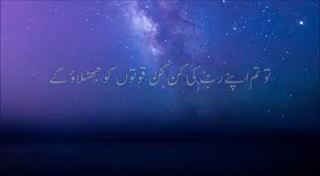 تو تم اپنے رب کی کن کن قوتوں کو جھٹلاؤ گے